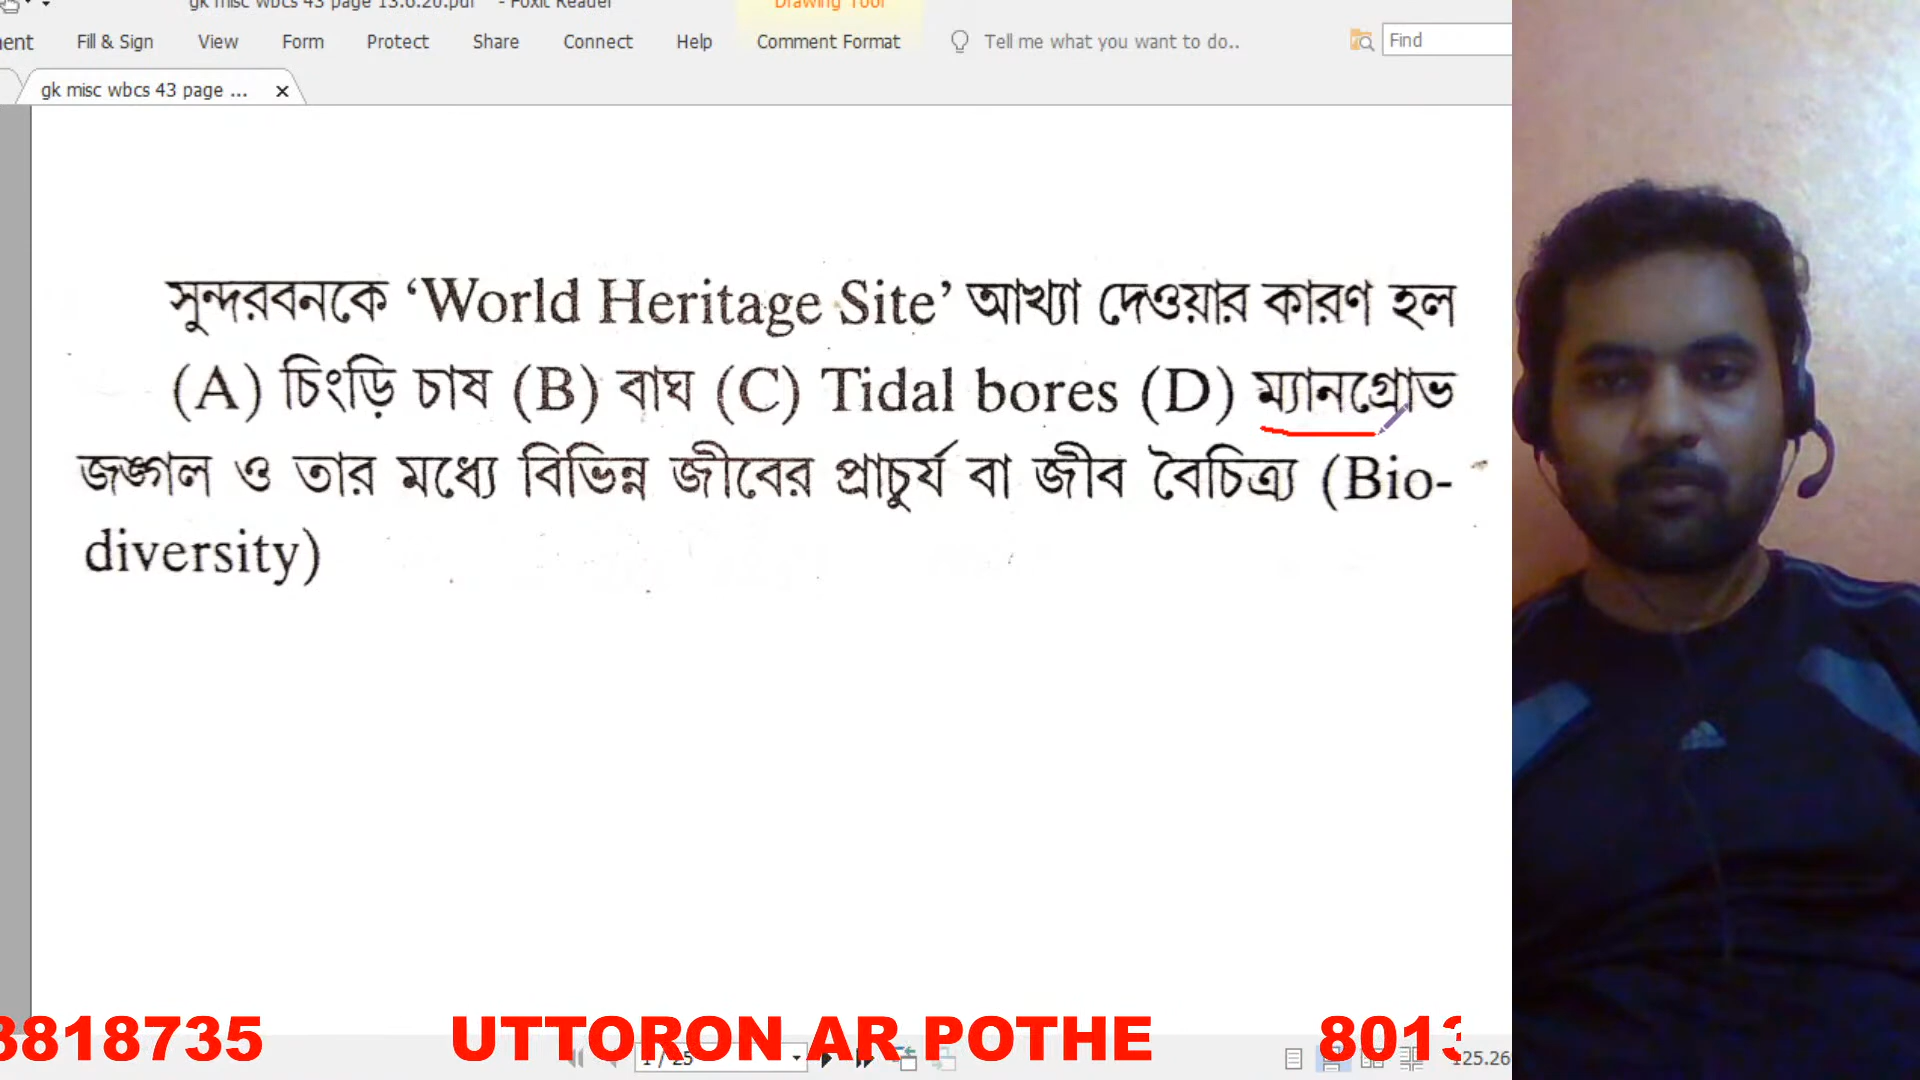 gk misc wbcs 43 page 13.6.20.pdf - Foxit Reader
Drawing Tool
Fill & Sign View Form Protect Share Connect Help Comment Format Tell me what you want to do.. Find
gk misc wbcs 43 page ...
সুন্দরবনকে ‘World Heritage Site’ আখ্যা দেওয়ার কারণ হল
(A) চিংড়ি চাষ (B) বাঘ (C) Tidal bores (D) ম্যানগ্রোভ
জঙ্গল ও তার মধ্যে বিভিন্ন জীবের প্রাচুর্য বা জীব বৈচিত্র্য (Bio-
diversity)
3818735 UTTORON AR POTHE 8013
1 / 25
125.26